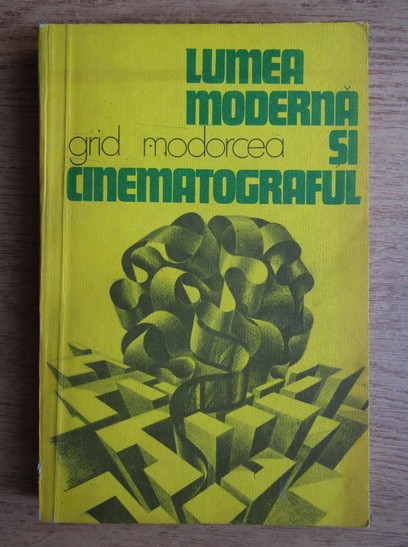 LUMEA
MODERNĂ
grid modorcea ȘI
CINEMATOGRAFUL